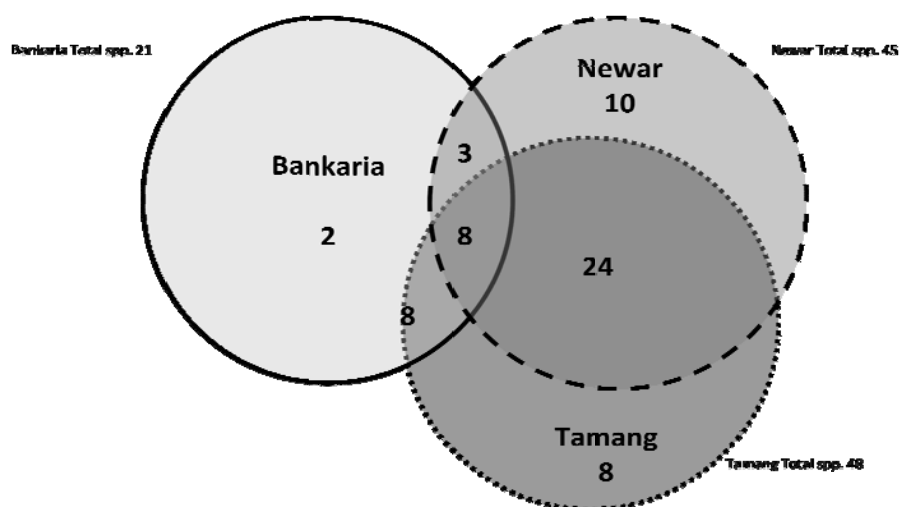 Bankaria Total spp. 21
Newar Total spp. 45
Newar
10
3
Bankaria
2
8
24
8
Tamang
8
Tamang Total spp. 48